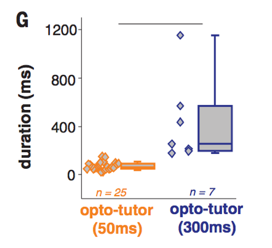 G
duration (ms)
1200
800
400
0
n = 25
n = 7
opto-tutor
(50ms)
opto-tutor
(300ms)